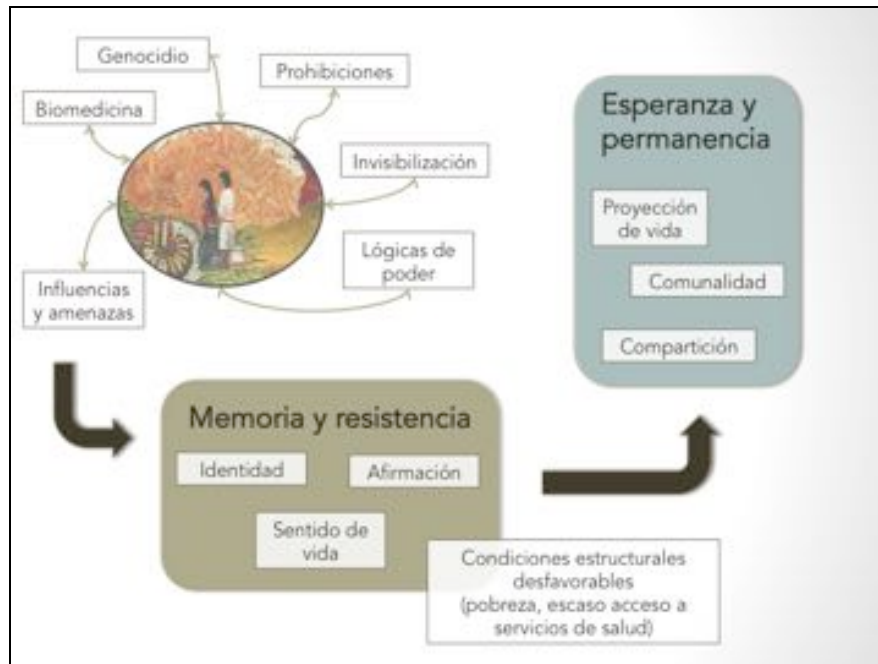 Genocidio
Prohibiciones
Biomedicina
Invisibilización
Lógicas de
poder
Influencias
y amenazas
Memoria y resistencia
Identidad
Afirmación
Sentido de
vida
Condiciones estructurales
desfavorables
(pobreza, escaso acceso a
servicios de salud)
Esperanza y
permanencia
Proyección
de vida
Comunalidad
Compartición